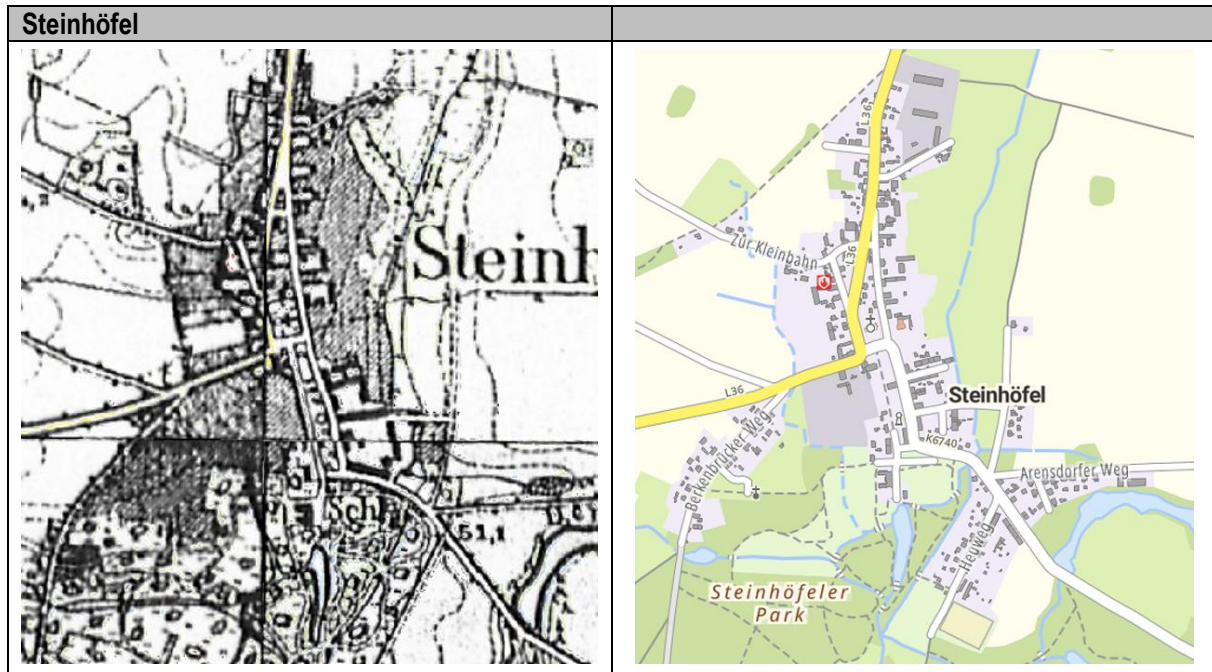 Steinhöfel
Steinh
Sch
51,1
L36
Zur Kleinbahn
L36
L36
Steinhöfel
Berkenbrücker Weg
K6740
Arensdorfer Weg
Heuweg
Steinhöfeler
Park